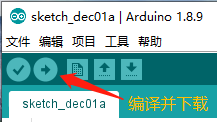 sketch_dec01a | Arduino 1.8.9
文件 编辑 项目 工具 帮助
sketch_dec01a
编译并下载